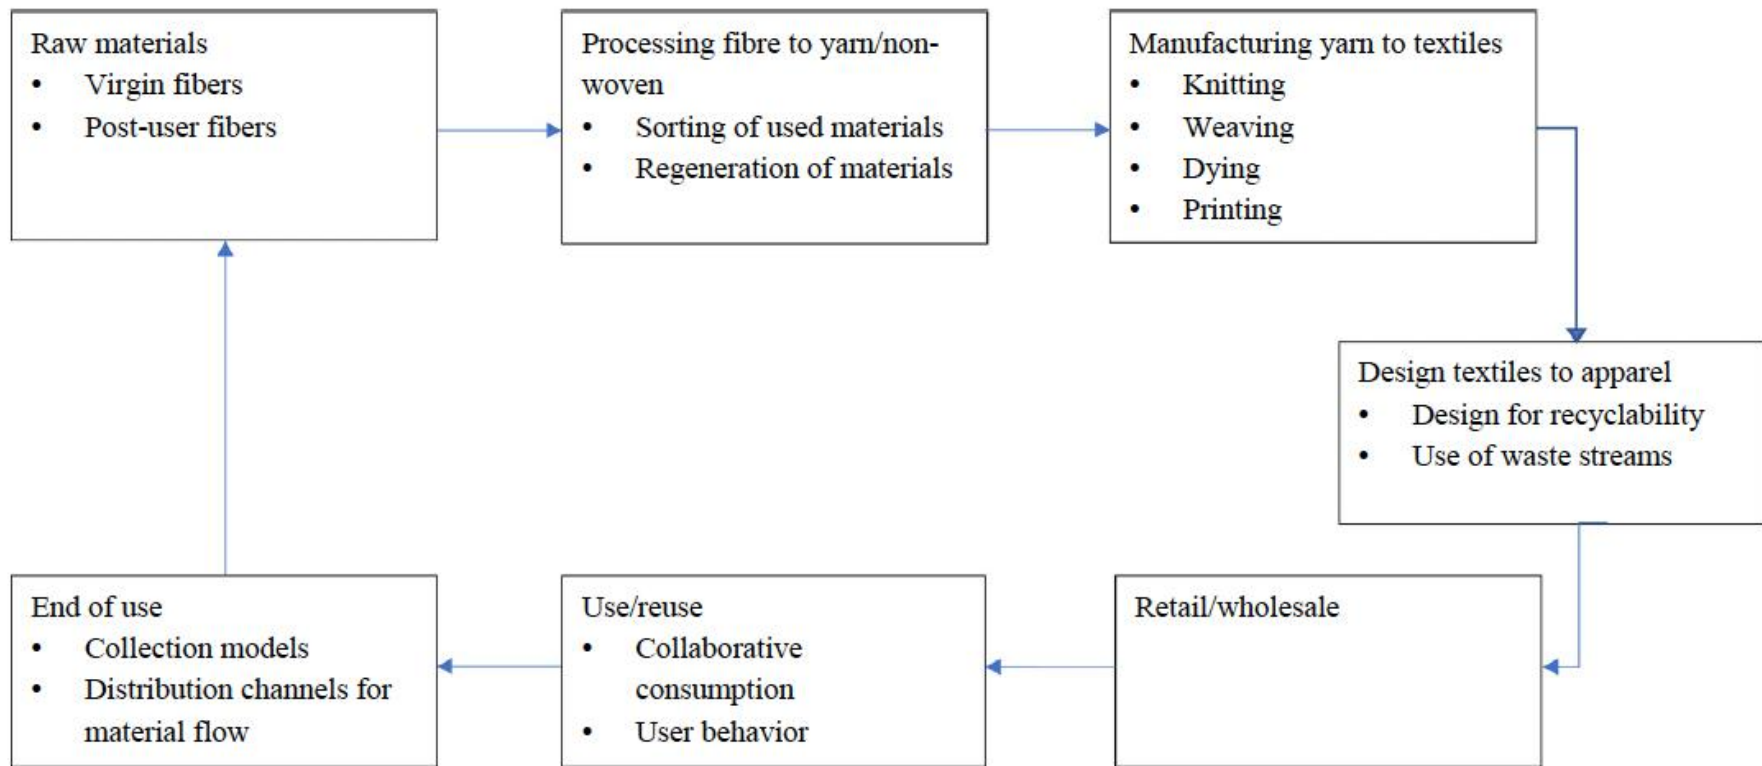 Raw materials
• Virgin fibers
• Post-user fibers
Processing fibre to yarn/non-
woven
• Sorting of used materials
• Regeneration of materials
Manufacturing yarn to textiles
• Knitting
• Weaving
• Dying
• Printing
Design textiles to apparel
• Design for recyclability
• Use of waste streams
End of use
• Collection models
• Distribution channels for
material flow
Use/reuse
• Collaborative
consumption
• User behavior
Retail/wholesale